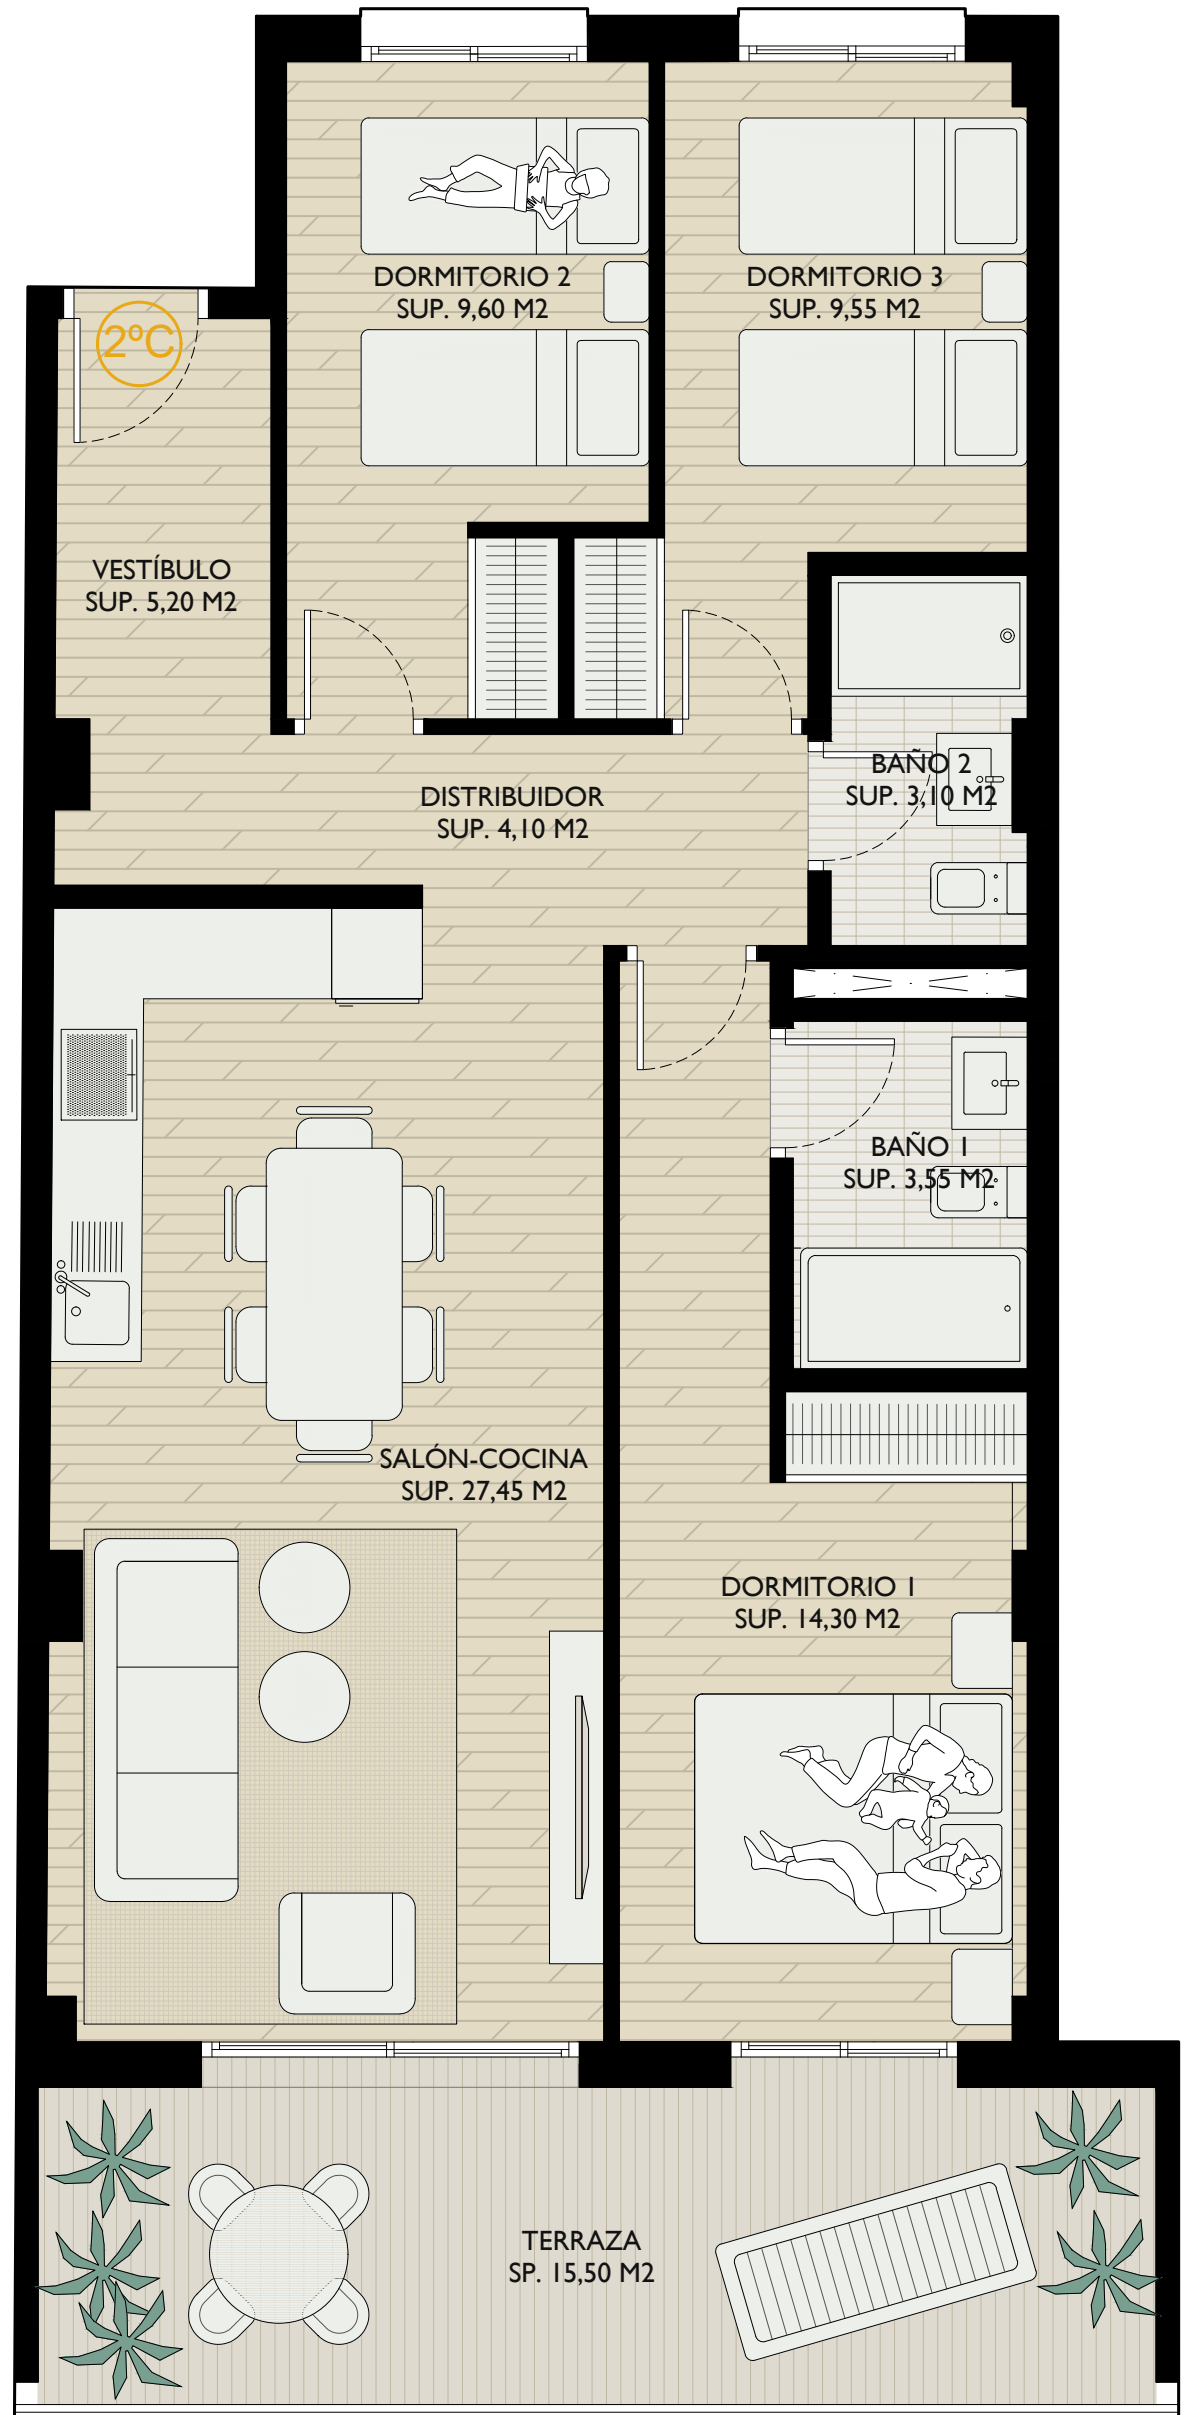 DORMITORIO 2
SUP. 9,60 M2
DORMITORIO 3
SUP. 9,55 M2
2ºC
VESTÍBULO
SUP. 5,20 M2
BAÑO 2
SUP. 3,10 M2
DISTRIBUIDOR
SUP. 4,10 M2
BAÑO 1
SUP. 3,55 M2
SALÓN-COCINA
SUP. 27,45 M2
DORMITORIO 1
SUP. 14,30 M2
TERRAZA
SP. 15,50 M2